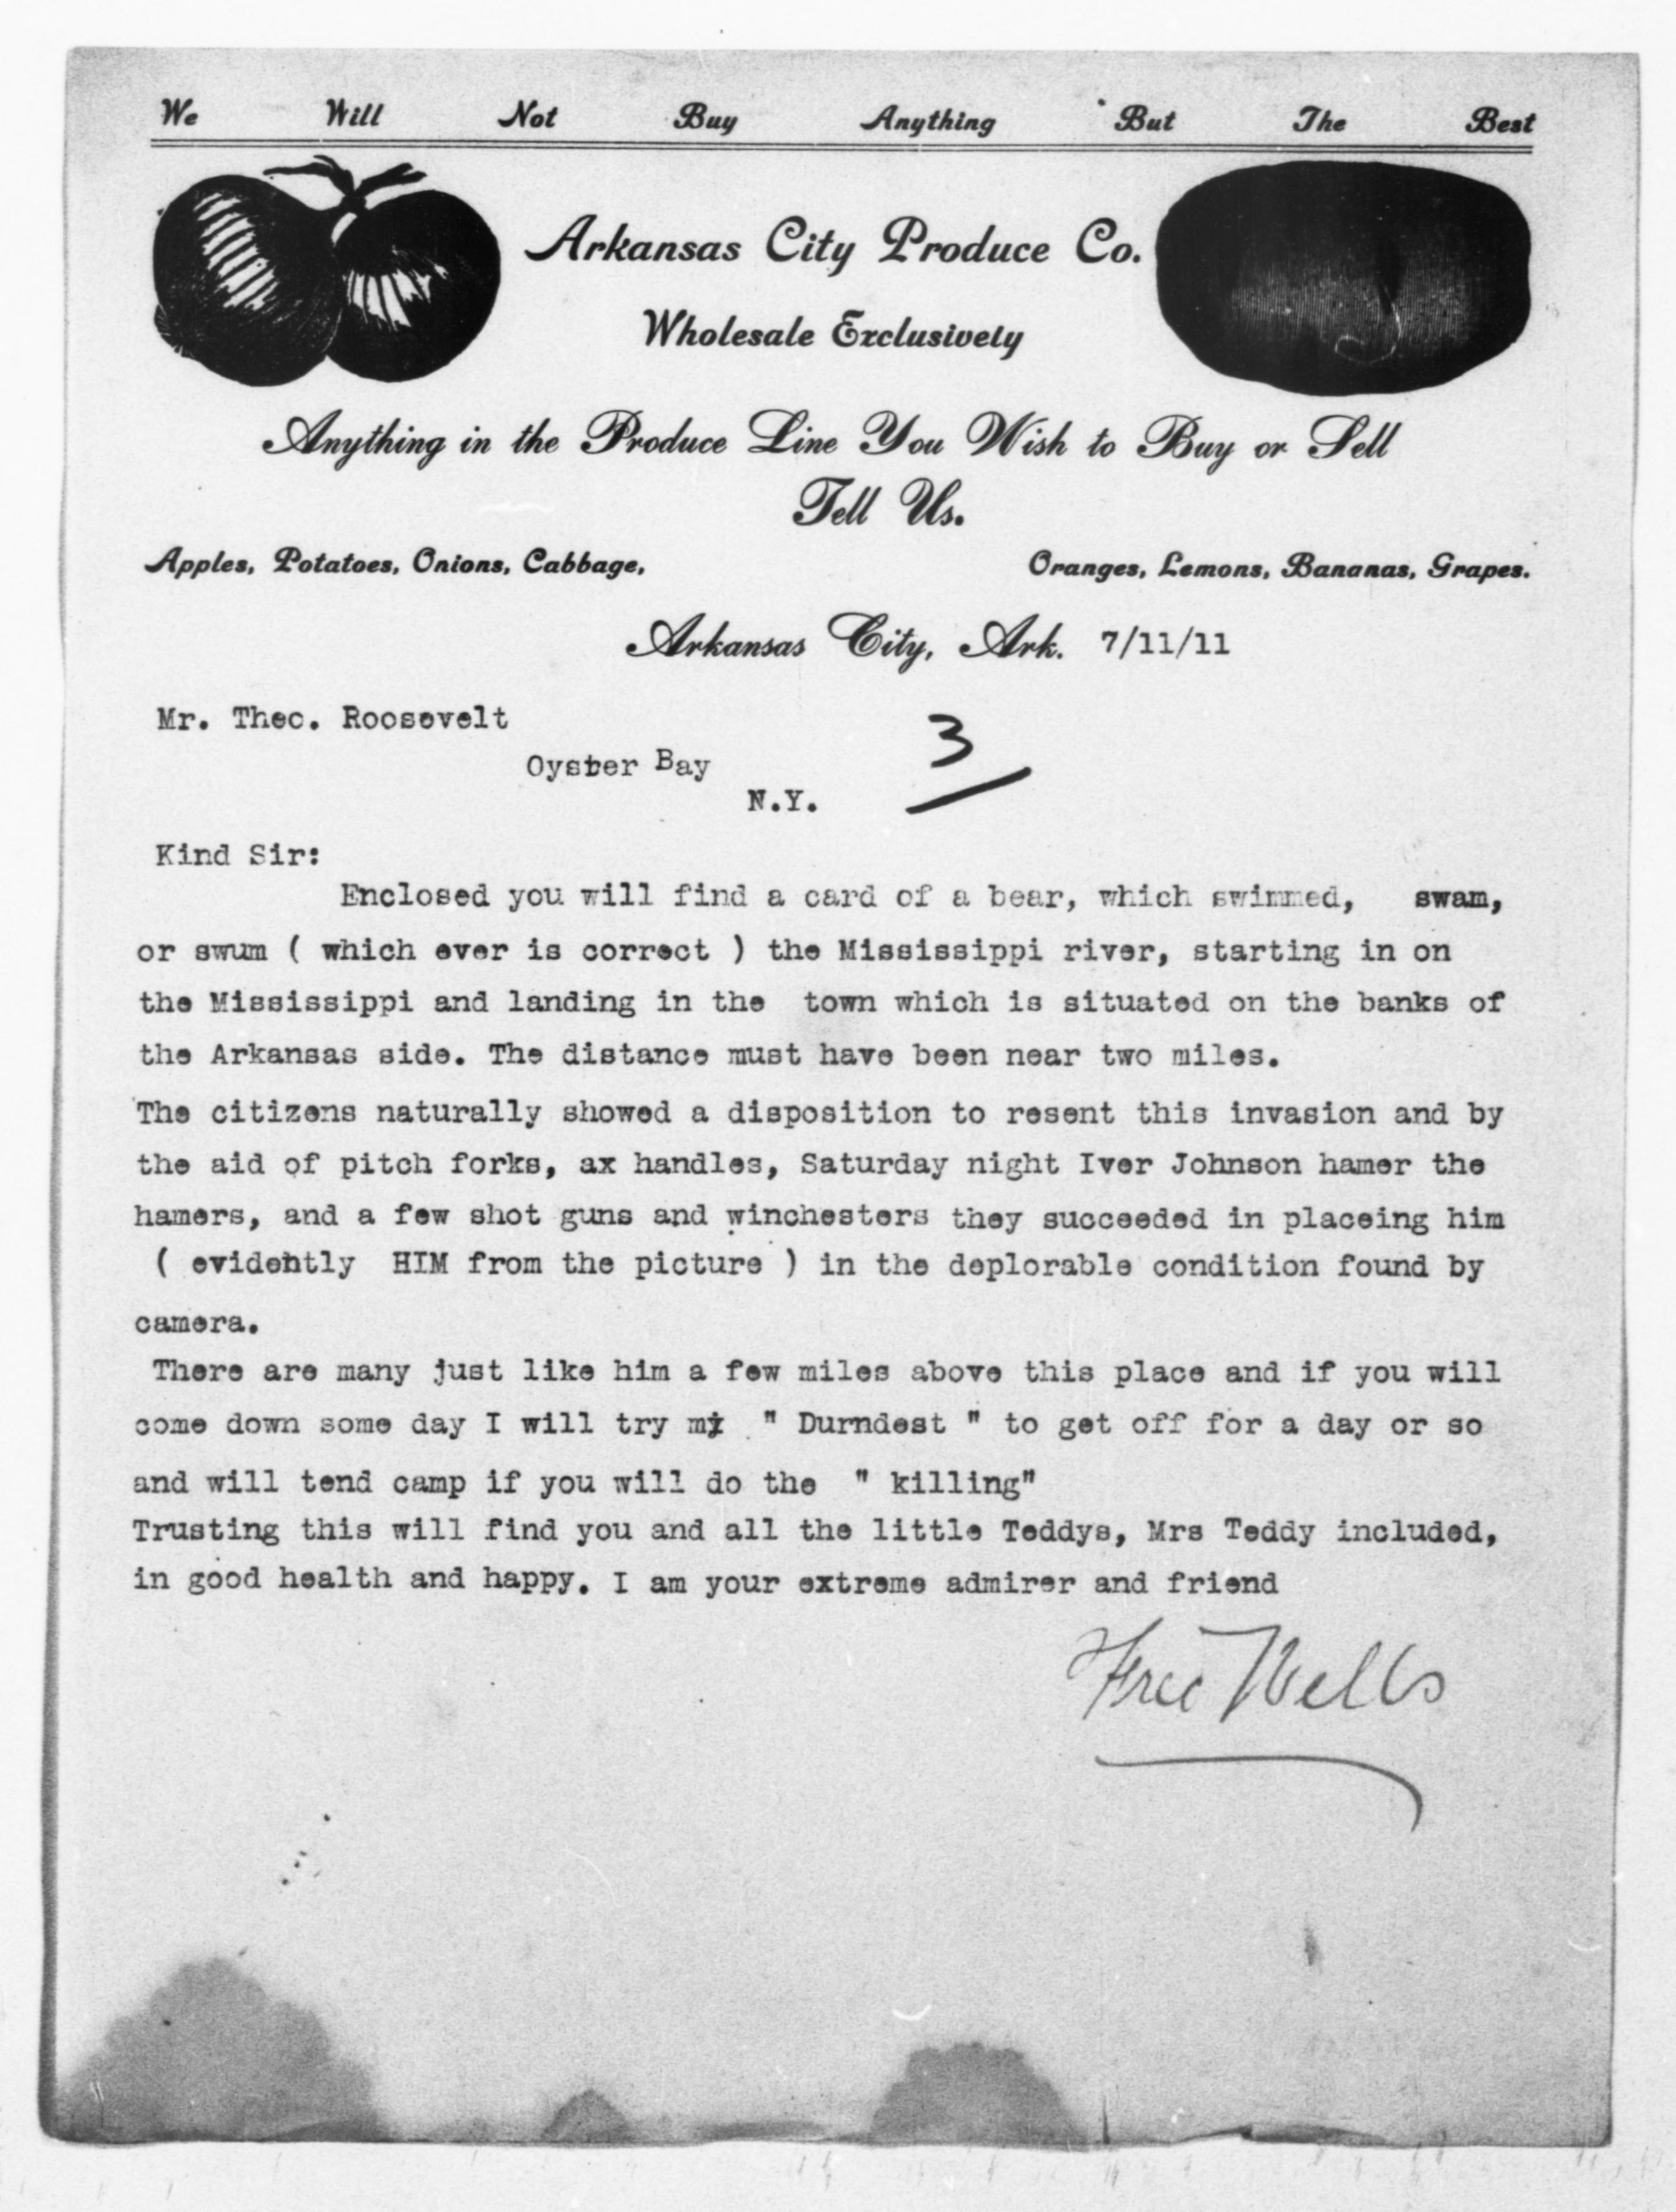 We Will Not Buy Anything But The Best
Arkansas City Produce Co.
Wholesale Exclusively
Anything in the Produce Line You Wish to Buy or Sell
Tell Us.
Apples, Potatoes, Onions, Cabbage, Oranges, Lemons, Bananas, Grapes.
Arkansas City, Ark. 7/11/11
Mr. Theo. Roosevelt
3
Oyster Bay
N.Y.
Kind Sir:
Enclosed you will find a card of a bear, which swimmed, swam,
or swum ( which ever is correct ) the Mississippi river, starting in on
the Mississippi and landing in the town which is situated on the banks of
the Arkansas side. The distance must have been near two miles.
The citizens naturally showed a disposition to resent this invasion and by
the aid of pitch forks, ax handles, Saturday night Iver Johnson hamer the
hamers, and a few shot guns and winchesters they succeeded in placeing him
( evidently HIM from the picture ) in the deplorable condition found by
camera.
There are many just like him a few miles above this place and if you will
come down some day I will try my " Durndest " to get off for a day or so
and will tend camp if you will do the " killing"
Trusting this will find you and all the little Teddys, Mrs Teddy included,
in good health and happy. I am your extreme admirer and friend
Free Wells